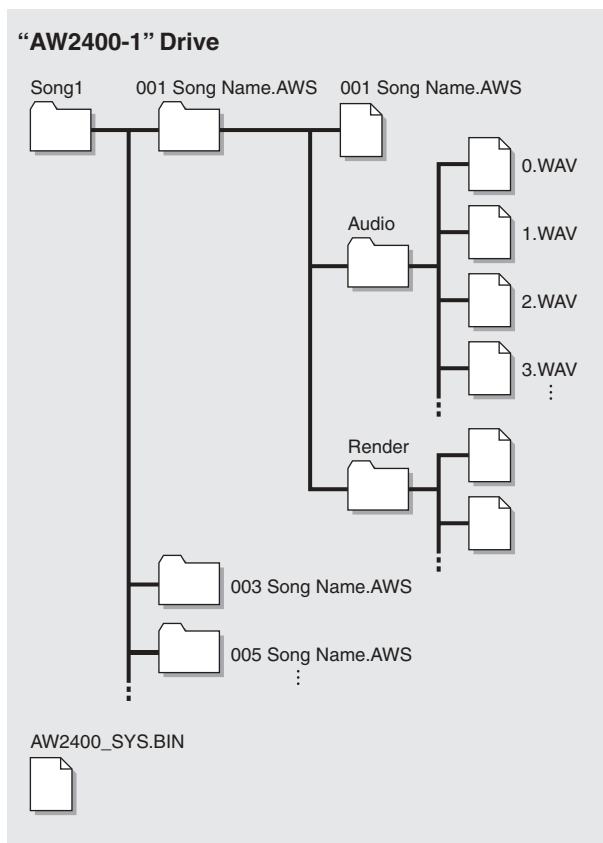 “AW2400-1” Drive
Song1
001 Song Name.AWS
001 Song Name.AWS
0.WAV
Audio
1.WAV
2.WAV
3.WAV
Render
003 Song Name.AWS
005 Song Name.AWS
AW2400_SYS.BIN